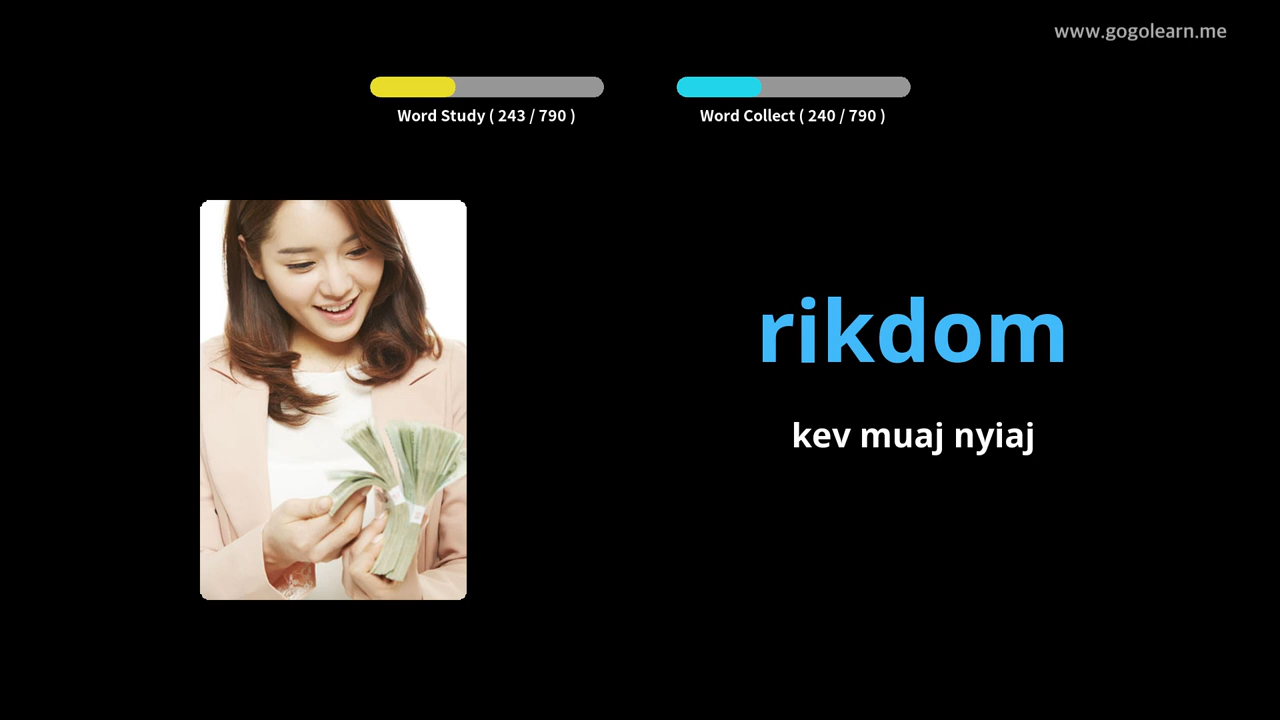 www.gogolearn.me
Word Study ( 243 / 790 )
Word Collect ( 240 / 790 )
rikdom
kev muaj nyiaj